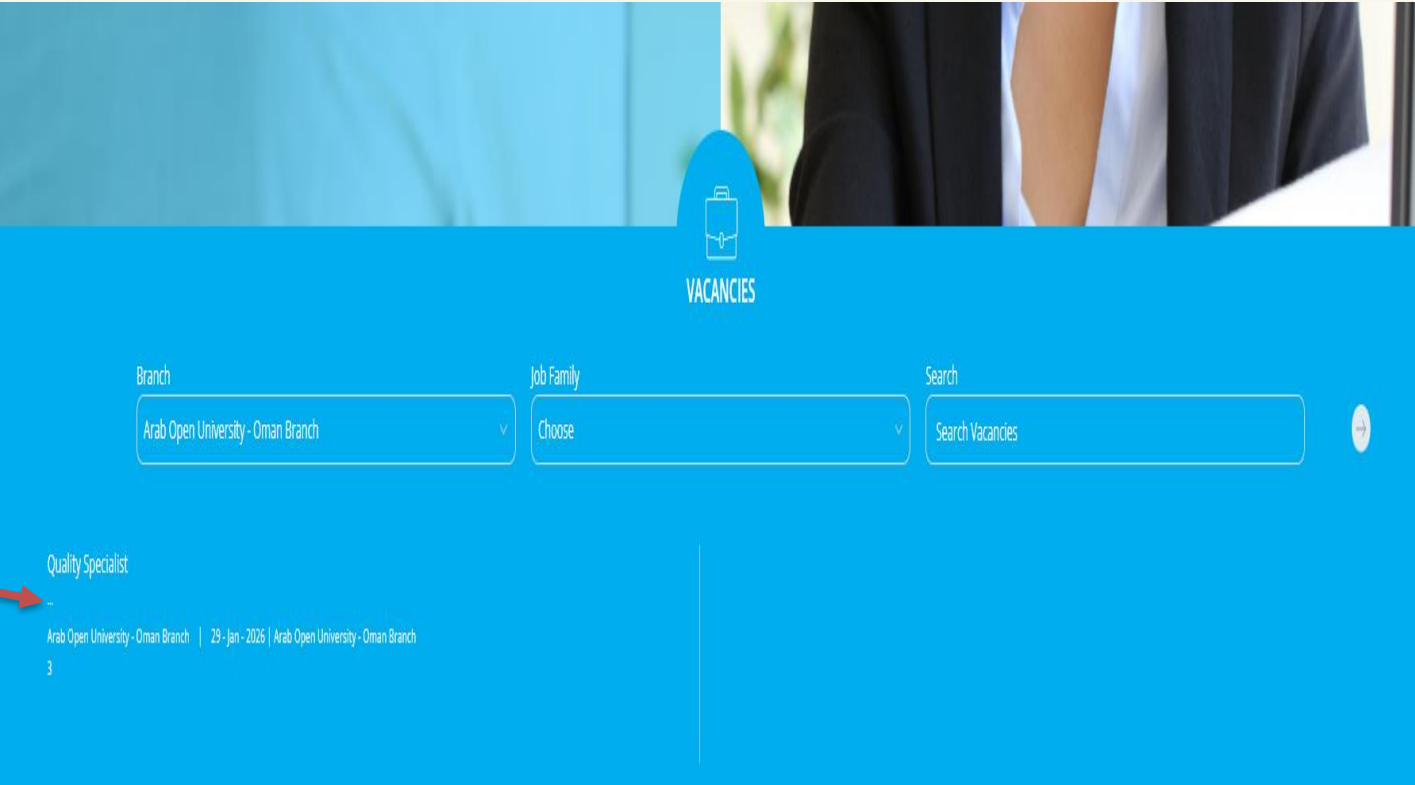 VACANCIES
Branch
Job Family
Search
Arab Open University - Oman Branch
Choose
Search Vacancies
Quality Specialist
...
Arab Open University - Oman Branch | 29 - Jan - 2026 | Arab Open University - Oman Branch
3